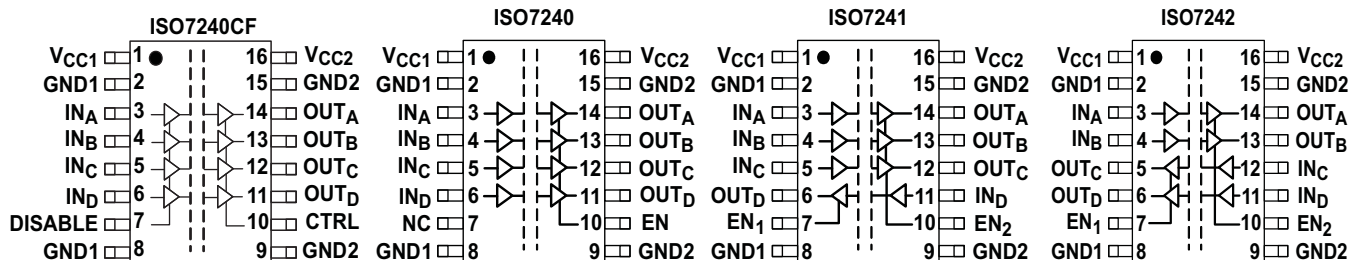 ISO7240CF ISO7240 ISO7241 ISO7242
VCC1 1 16 VCC2 VCC1 1 16 VCC2 VCC1 1 16 VCC2 VCC1 1 16 VCC2
GND1 2 15 GND2 GND1 2 15 GND2 GND1 2 15 GND2 GND1 2 15 GND2
INA 3 14 OUTA INA 3 14 OUTA INA 3 14 OUTA INA 3 14 OUTA
INB 4 13 OUTB INB 4 13 OUTB INB 4 13 OUTB INB 4 13 OUTB
INC 5 12 OUTC INC 5 12 OUTC INC 5 12 OUTC OUTC 5 12 INC
IND 6 11 OUTD IND 6 11 OUTD OUTD 6 11 IND OUTD 6 11 IND
DISABLE 7 10 CTRL NC 7 10 EN EN1 7 10 EN2 EN1 7 10 EN2
GND1 8 9 GND2 GND1 8 9 GND2 GND1 8 9 GND2 GND1 8 9 GND2